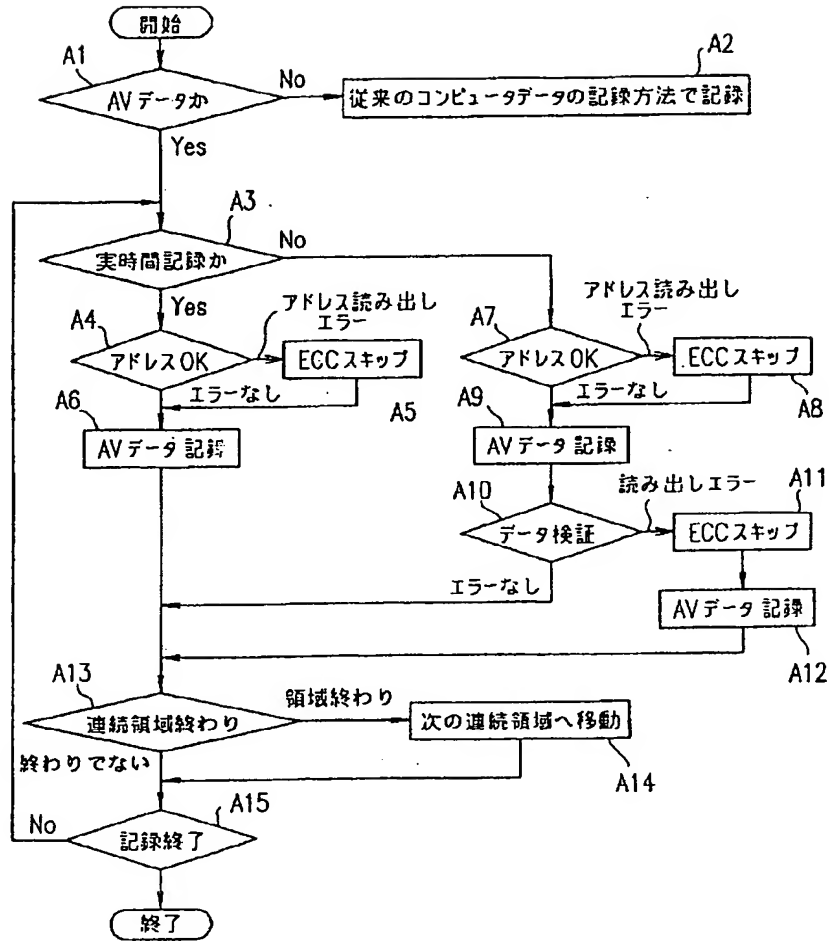 開始
A1
AVデータか
No
A2
従来のコンピュータデータの記録方法で記録
Yes
A3
実時間記録か
No
Yes
A4
アドレスOK
アドレス読み出し
エラー
ECCスキップ
A5
エラーなし
A6
AVデータ記録
A7
アドレスOK
アドレス読み出し
エラー
ECCスキップ
A8
エラーなし
A9
AVデータ記録
A10
データ検証
読み出しエラー
A11
ECCスキップ
エラーなし
AVデータ記録
A12
A13
連続領域終わり
領域終わり
次の連続領域へ移動
A14
終わりでない
A15
記録終了
No
終了